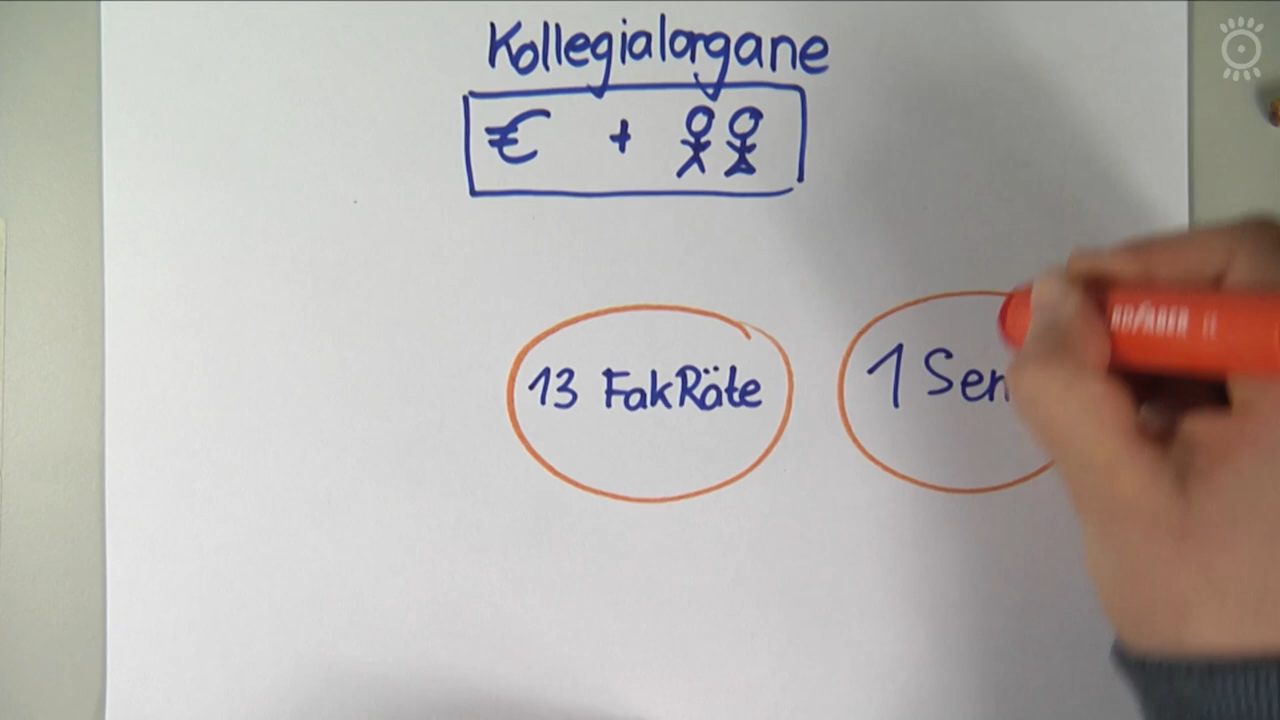 Kollegialorgane
€ +
13 FakRäte
1 Sen